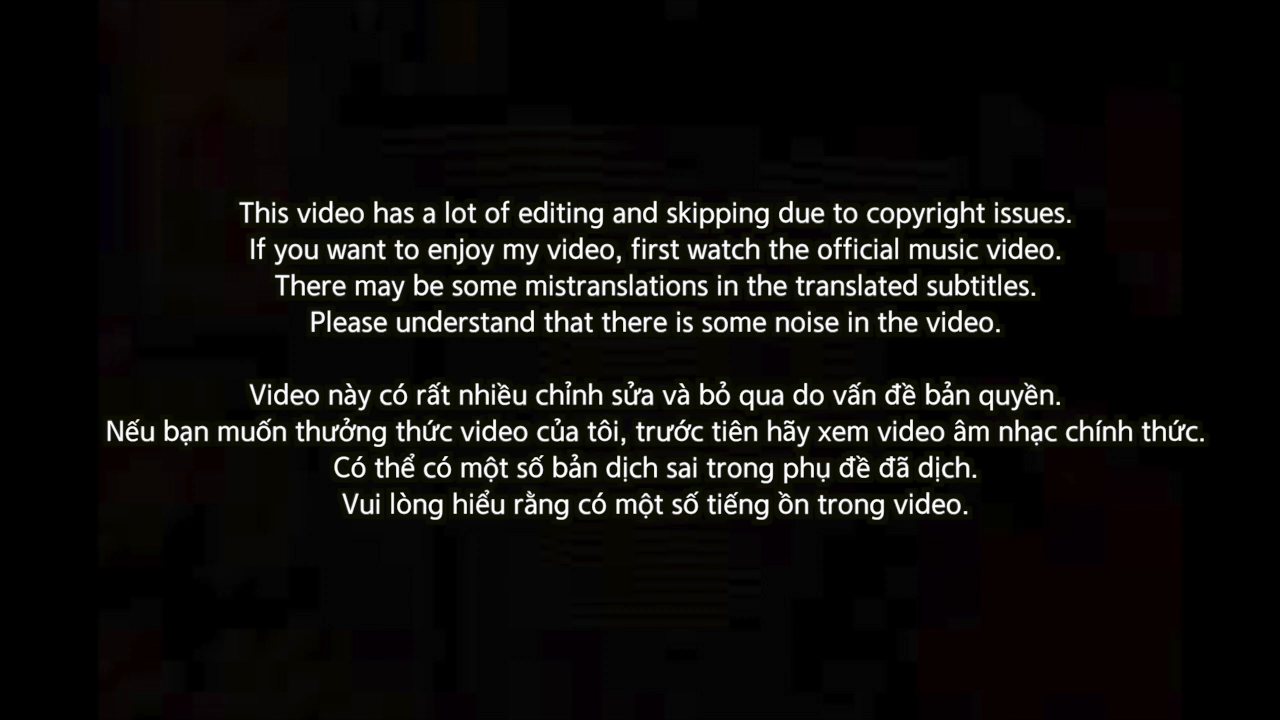 This video has a lot of editing and skipping due to copyright issues.
If you want to enjoy my video, first watch the official music video.
There may be some mistranslations in the translated subtitles.
Please understand that there is some noise in the video.
Video này có rất nhiều chỉnh sửa và bỏ qua do vấn đề bản quyền.
Nếu bạn muốn thưởng thức video của tôi, trước tiên hãy xem video âm nhạc chính thức.
Có thể có một số bản dịch sai trong phụ đề đã dịch.
Vui lòng hiểu rằng có một số tiếng ồn trong video.